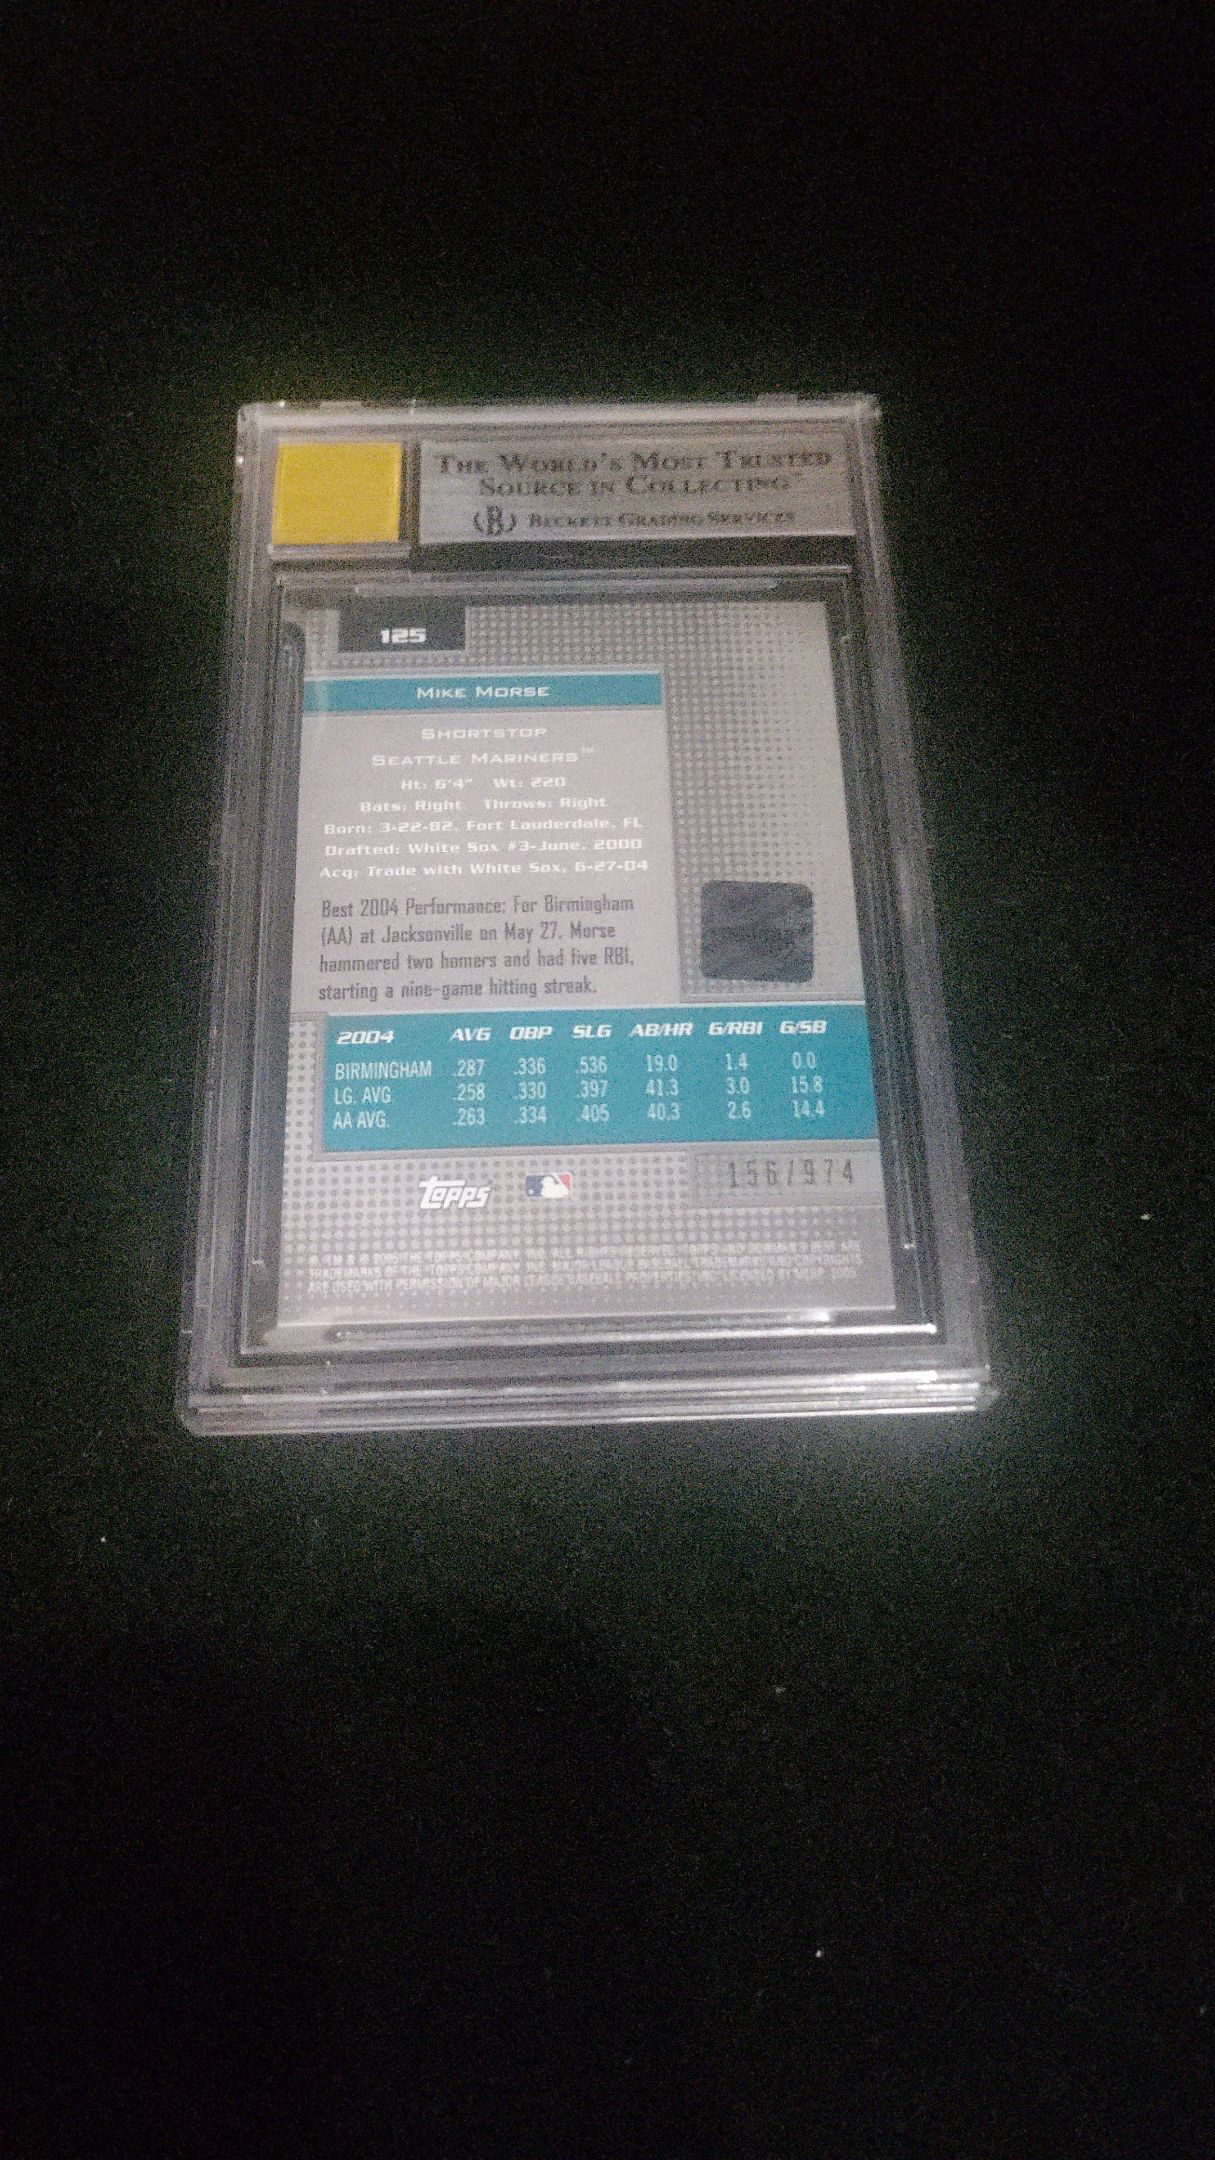 THE WORLD'S MOST TRUSTED
SOURCE IN COLLECTING™
(B) BECKETT GRADING SERVICES
125
MIKE MORSE
SHORTSTOP
SEATTLE MARINERS™
Ht: 6'4" Wt: 220
Bats: Right Throws: Right
Born: 3-22-82, Fort Lauderdale, FL
Drafted: White Sox #3-June, 2000
Acq: Trade with White Sox, 6-27-04
Best 2004 Performance: For Birmingham
(AA) at Jacksonville on May 27, Morse
hammered two homers and had five RBI,
starting a nine-game hitting streak.
2004 AVG OBP SLG AB/HR G/RBI G/SB
BIRMINGHAM .287 .336 .536 19.0 1.4 0.0
LG. AVG. .258 .330 .397 41.3 3.0 15.8
AA AVG. .263 .334 .405 40.3 2.6 14.4
156/974
topps